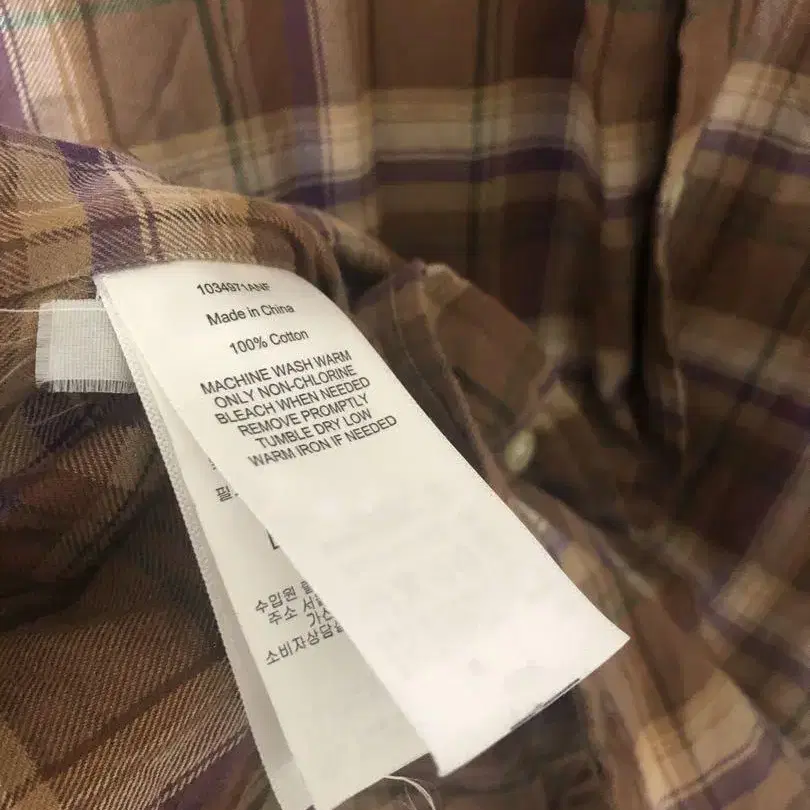 1034971ANF
Made in China
100% Cotton
MACHINE WASH WARM
ONLY NON-CHLORINE
BLEACH WHEN NEEDED
REMOVE PROMPTLY
TUMBLE DRY LOW
WARM IRON IF NEEDED
수입원
주소
소비자상담